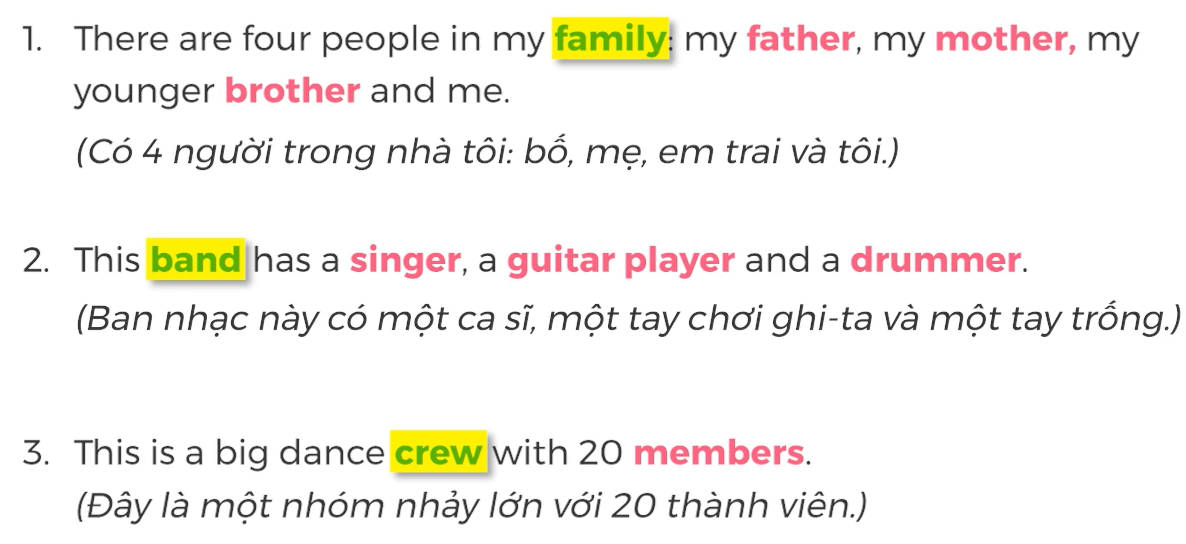 1. There are four people in my family: my father, my mother, my
younger brother and me.
(Có 4 người trong nhà tôi: bố, mẹ, em trai và tôi.)
2. This band has a singer, a guitar player and a drummer.
(Ban nhạc này có một ca sĩ, một tay chơi ghi-ta và một tay trống.)
3. This is a big dance crew with 20 members.
(Đây là một nhóm nhảy lớn với 20 thành viên.)